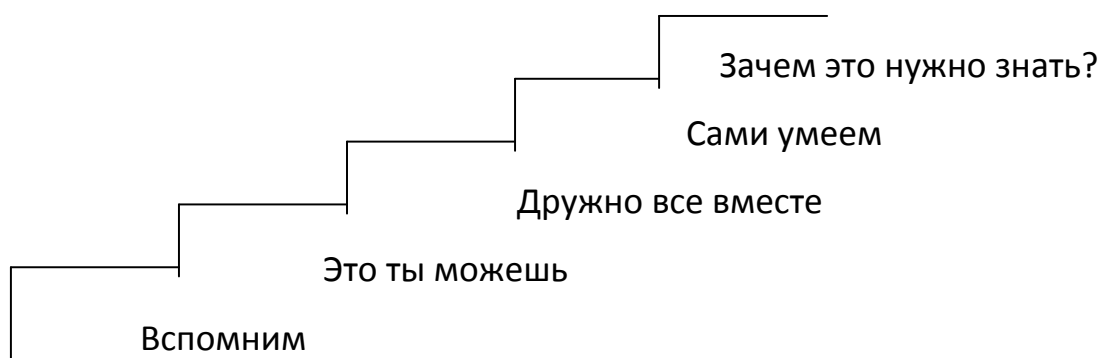 Зачем это нужно знать?
Сами умеем
Дружно все вместе
Это ты можешь
Вспомним